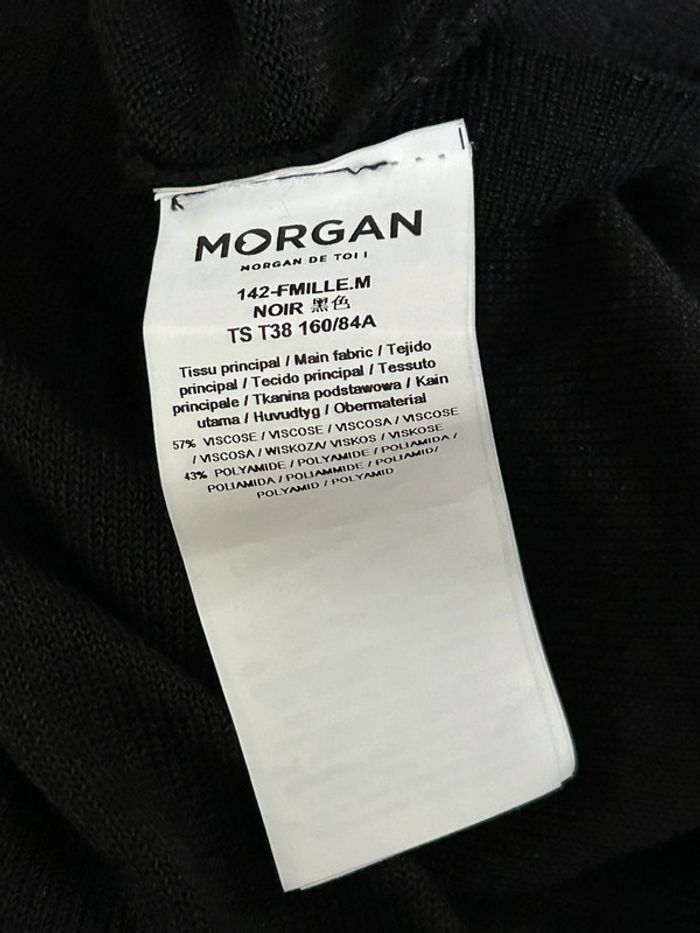 MORGAN
MORGAN DE TOI !
142-FMILLE.M
NOIR 黑色
TS T38 160/84A
Tissu principal / Main fabric / Tejido
principal / Tecido principal / Tessuto
principale / Tkanina podstawowa / Kain
utama / Huvudtyg / Obermaterial
57% VISCOSE / VISCOSE / VISCOSA / VISCOSE
/ VISCOSA / WISKOZA/ VISKOS / VISKOSE
43% POLYAMIDE / POLYAMIDE / POLIAMIDA /
POLIAMIDA / POLIAMMIDE / POLIAMID/
POLYAMID / POLYAMID